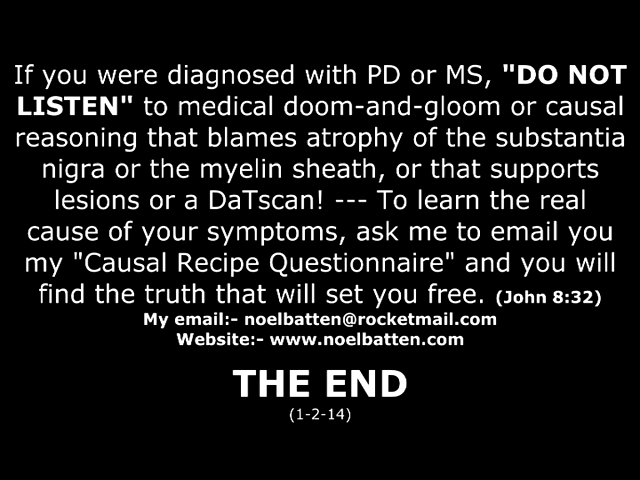 If you were diagnosed with PD or MS, "DO NOT
LISTEN" to medical doom-and-gloom or causal
reasoning that blames atrophy of the substantia
nigra or the myelin sheath, or that supports
lesions or a DaTscan! --- To learn the real
cause of your symptoms, ask me to email you
my "Causal Recipe Questionnaire" and you will
find the truth that will set you free. (John 8:32)
My email:- noelbatten@rocketmail.com
Website:- www.noelbatten.com
THE END
(1-2-14)